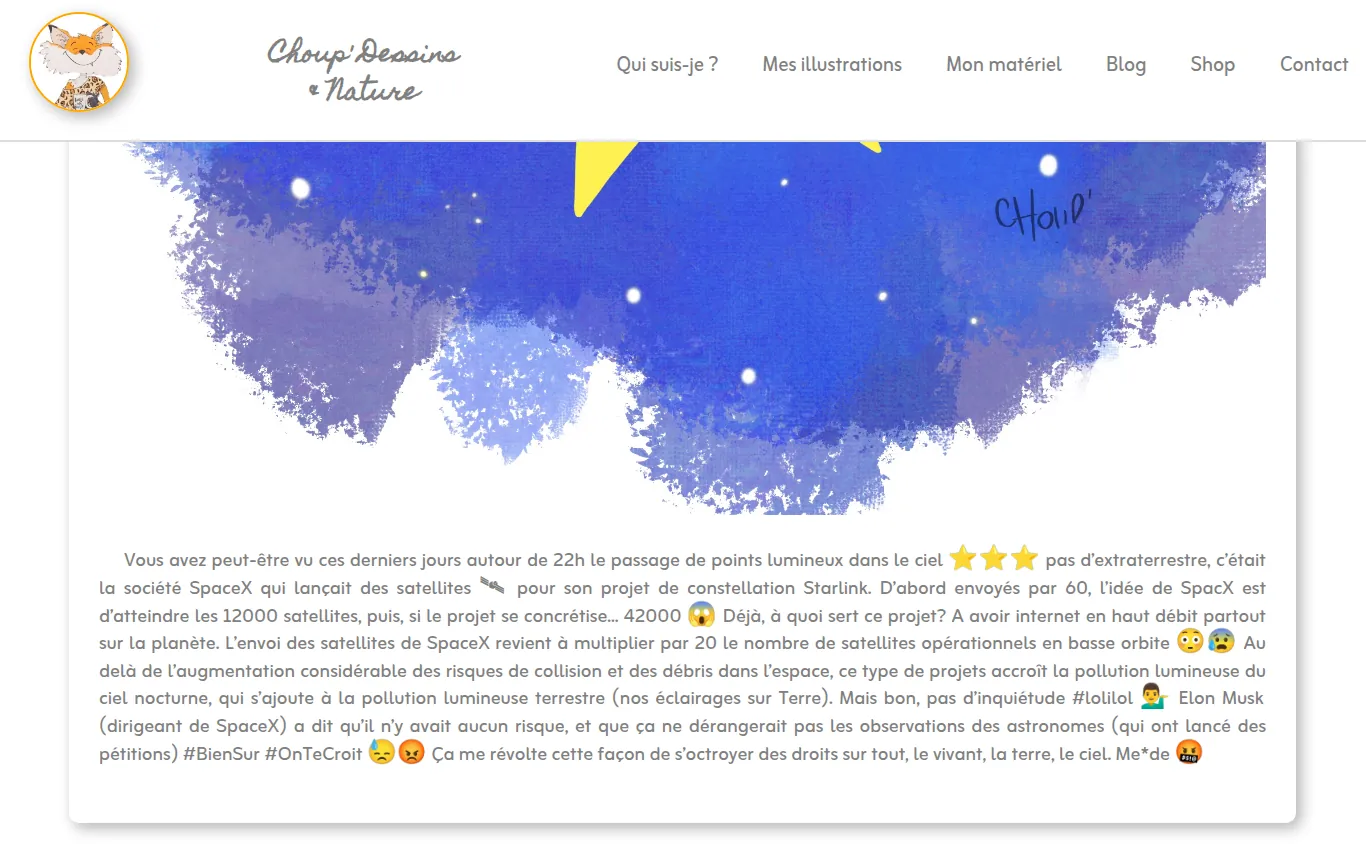 Choup'Dessins
& Nature
Qui suis-je ? Mes illustrations Mon matériel Blog Shop Contact
CHOUP'
Vous avez peut-être vu ces derniers jours autour de 22h le passage de points lumineux dans le ciel ⭐⭐⭐ pas d’extraterrestre, c’était
la société SpaceX qui lançait des satellites 🛰 pour son projet de constellation Starlink. D’abord envoyés par 60, l’idée de SpacX est
d’atteindre les 12000 satellites, puis, si le projet se concrétise… 42000 😱 Déjà, à quoi sert ce projet? A avoir internet en haut débit partout
sur la planète. L’envoi des satellites de SpaceX revient à multiplier par 20 le nombre de satellites opérationnels en basse orbite 😳😰 Au
delà de l’augmentation considérable des risques de collision et des débris dans l’espace, ce type de projets accroît la pollution lumineuse du
ciel nocturne, qui s’ajoute à la pollution lumineuse terrestre (nos éclairages sur Terre). Mais bon, pas d’inquiétude #lolilol 💁‍♂️ Elon Musk
(dirigeant de SpaceX) a dit qu’il n’y avait aucun risque, et que ça ne dérangerait pas les observations des astronomes (qui ont lancé des
pétitions) #BienSur #OnTeCroit 😓😡 Ça me révolte cette façon de s’octroyer des droits sur tout, le vivant, la terre, le ciel. Me*de 🤬